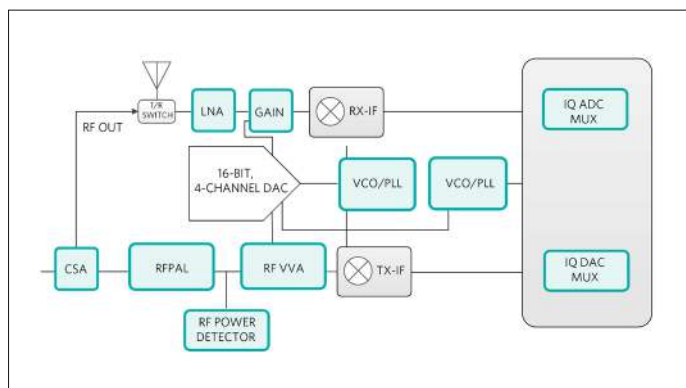 T/R
SWITCH
RF OUT
LNA
GAIN
RX-IF
IQ ADC
MUX
16-BIT,
4-CHANNEL DAC
VCO/PLL
VCO/PLL
CSA
RFPAL
RF VVA
TX-IF
IQ DAC
MUX
RF POWER
DETECTOR